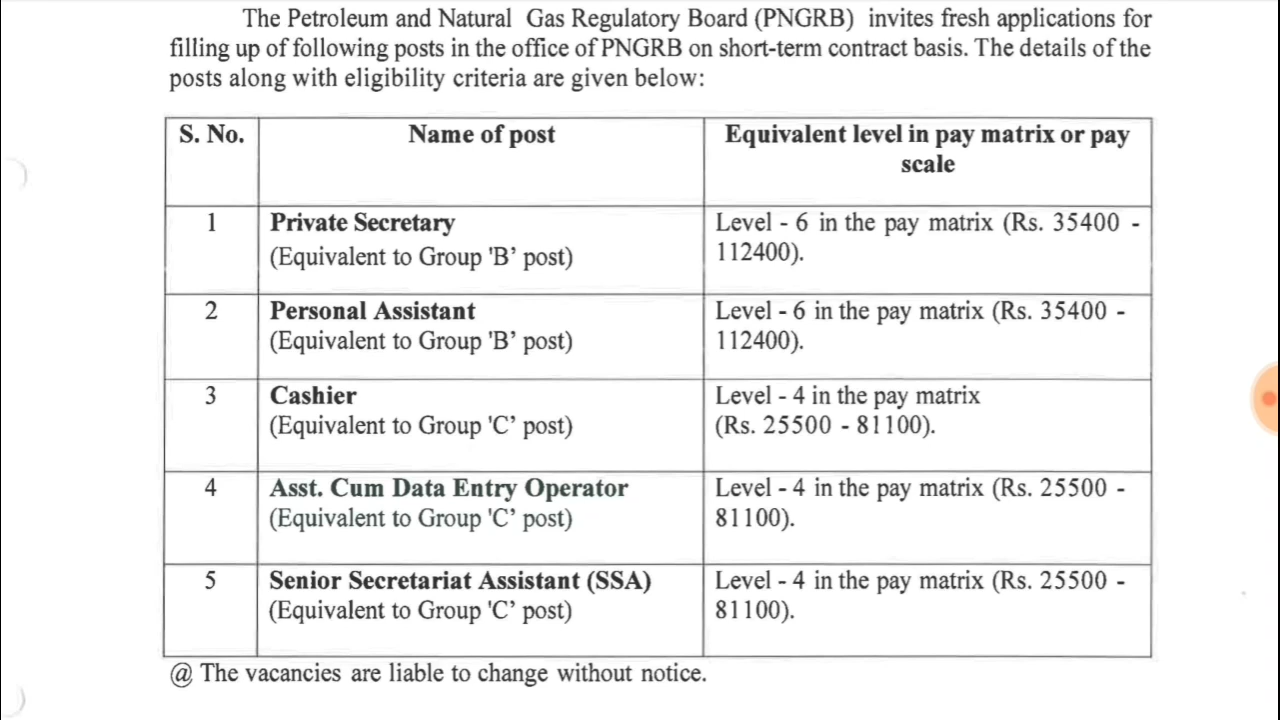 The Petroleum and Natural Gas Regulatory Board (PNGRB) invites fresh applications for
filling up of following posts in the office of PNGRB on short-term contract basis. The details of the
posts along with eligibility criteria are given below:
S. No. Name of post Equivalent level in pay matrix or pay
scale
1 Private Secretary Level - 6 in the pay matrix (Rs. 35400 -
(Equivalent to Group 'B' post) 112400).
2 Personal Assistant Level - 6 in the pay matrix (Rs. 35400 -
(Equivalent to Group 'B' post) 112400).
3 Cashier Level - 4 in the pay matrix
(Equivalent to Group 'C' post) (Rs. 25500 - 81100).
4 Asst. Cum Data Entry Operator Level - 4 in the pay matrix (Rs. 25500 -
(Equivalent to Group 'C' post) 81100).
5 Senior Secretariat Assistant (SSA) Level - 4 in the pay matrix (Rs. 25500 -
(Equivalent to Group 'C' post) 81100).
@ The vacancies are liable to change without notice.